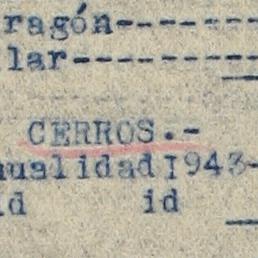 ragón--------
lar----------
CERROS.-
ualidad 1943-
id id